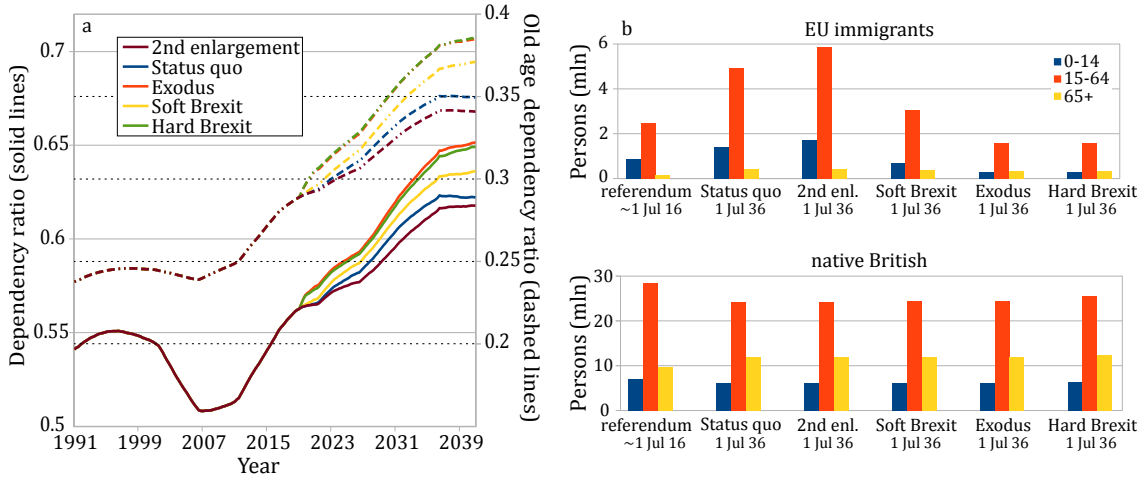 a
2nd enlargement
Status quo
Exodus
Soft Brexit
Hard Brexit
Dependency ratio (solid lines)
0.7
0.65
0.6
0.55
0.5
0.4
0.35
0.3
0.25
0.2
Old age dependency ratio (dashed lines)
1991 1999 2007 2015 2023 2031 2039
Year
b
EU immigrants
Persons (mln)
6
4
2
0
0-14
15-64
65+
referendum Status quo 2nd enl. Soft Brexit Exodus Hard Brexit
~1 Jul 16 1 Jul 36 1 Jul 36 1 Jul 36 1 Jul 36 1 Jul 36
native British
Persons (mln)
30
20
10
0
referendum Status quo 2nd enl. Soft Brexit Exodus Hard Brexit
~1 Jul 16 1 Jul 36 1 Jul 36 1 Jul 36 1 Jul 36 1 Jul 36